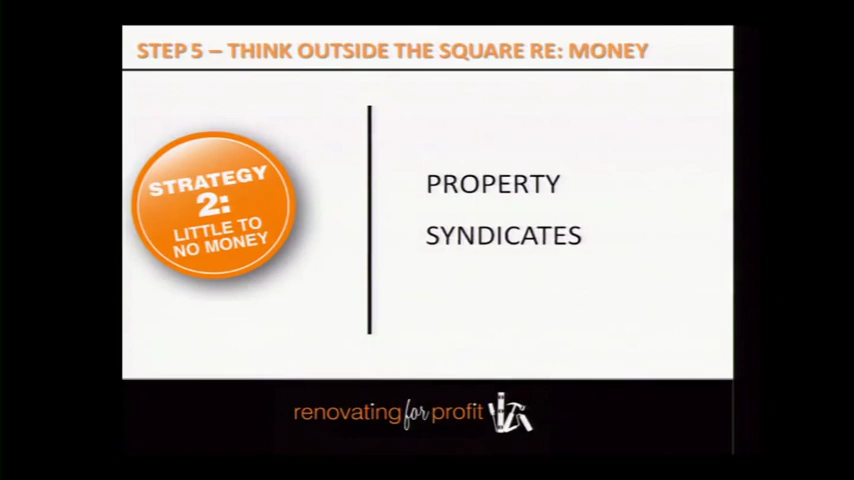 STEP 5 – THINK OUTSIDE THE SQUARE RE: MONEY
STRATEGY
2:
LITTLE TO
NO MONEY
PROPERTY
SYNDICATES
renovating for profit